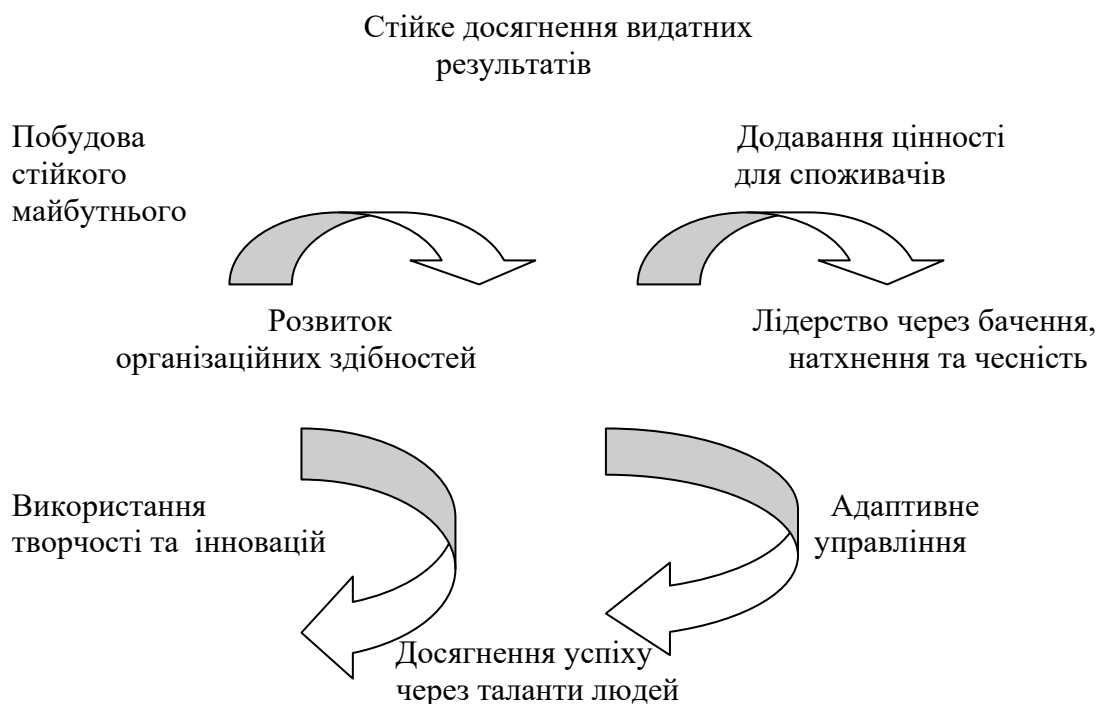 Стійке досягнення видатних
результатів
Побудова
стійкого
майбутнього
Додавання цінності
для споживачів
Розвиток
організаційних здібностей
Лідерство через бачення,
натхнення та чесність
Використання
творчості та інновацій
Адаптивне
управління
Досягнення успіху
через таланти людей